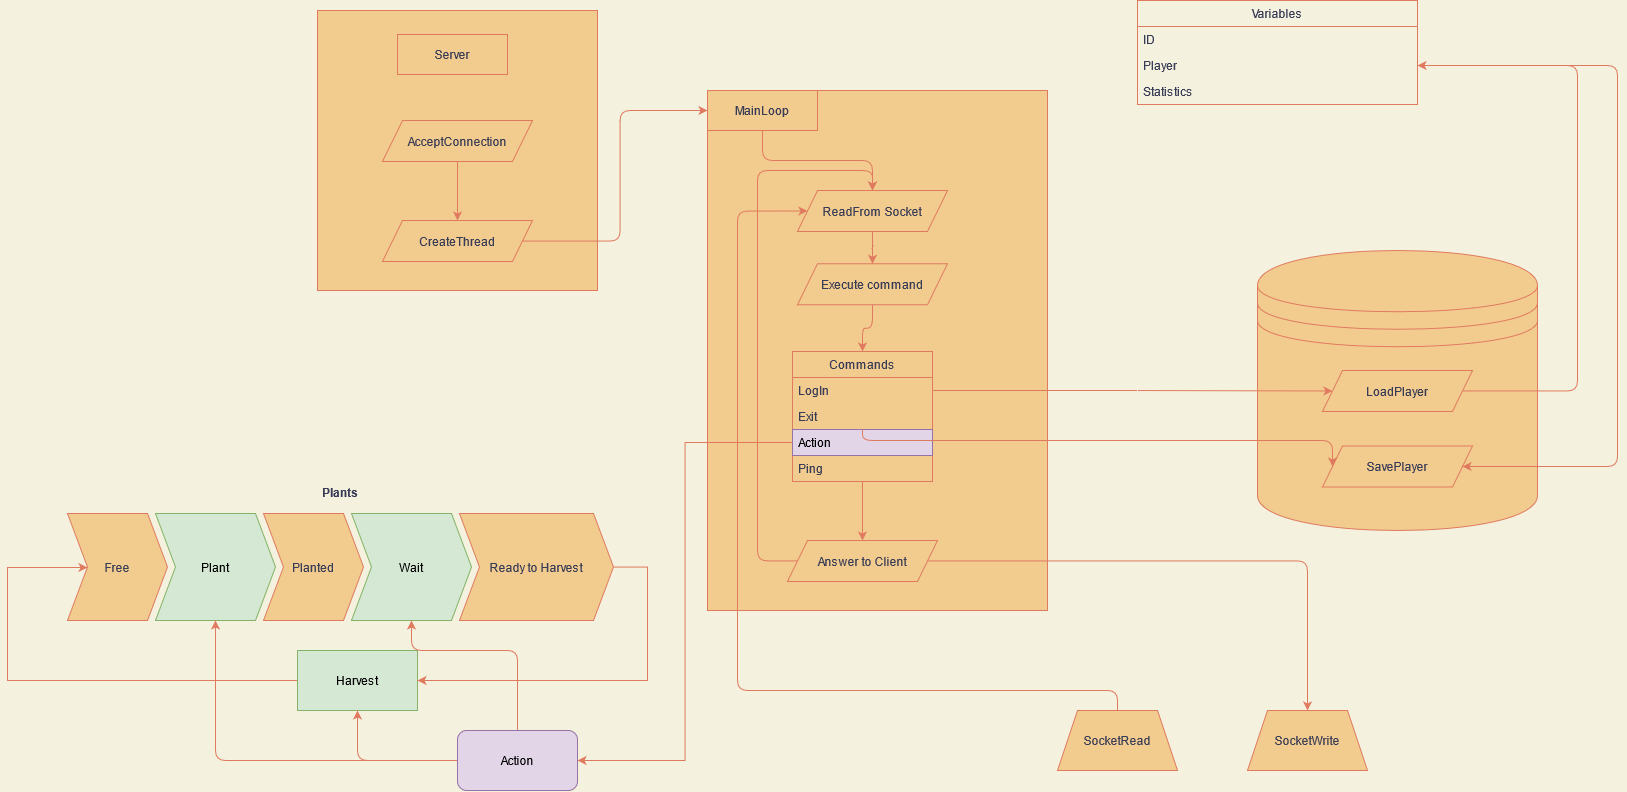 Server
AcceptConnection
CreateThread
MainLoop
ReadFrom Socket
Execute command
Commands
LogIn
Exit
Action
Ping
Answer to Client
Variables
ID
Player
Statistics
LoadPlayer
SavePlayer
Plants
Free
Plant
Planted
Wait
Ready to Harvest
Harvest
Action
SocketRead
SocketWrite